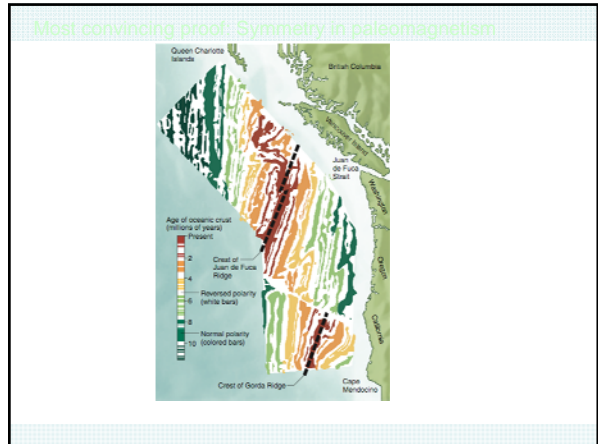 Most convincing proof: Symmetry in paleomagnetism
Queen Charlotte
Islands
British Columbia
Vancouver Island
Juan
de Fuca
Strait
Washington
Age of oceanic crust
(millions of years)
Present
2
4
6
8
10
Crest of
Juan de Fuca
Ridge
Oregon
Reversed polarity
(white bars)
Normal polarity
(colored bars)
California
Crest of Gorda Ridge
Cape
Mendocino